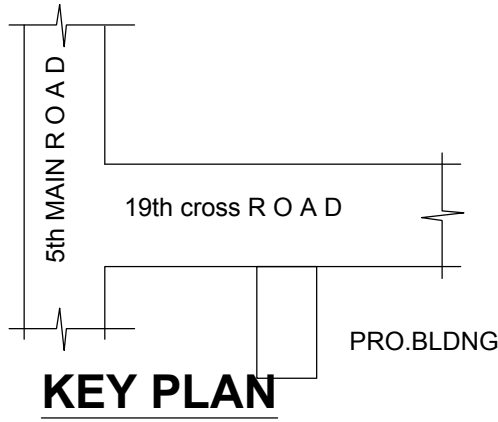 5th MAIN R O A D
19th cross R O A D
PRO.BLDNG
KEY PLAN